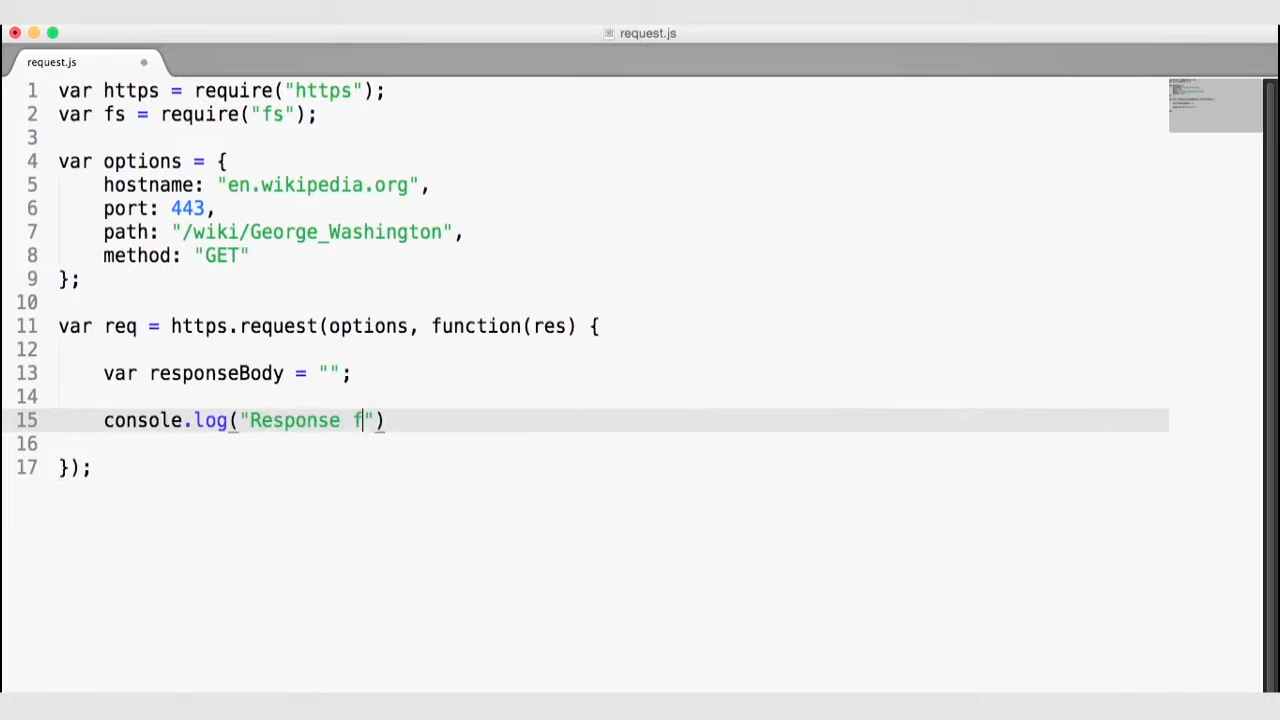 request.js
request.js
1 var https = require("https");
2 var fs = require("fs");
3
4 var options = {
5     hostname: "en.wikipedia.org",
6     port: 443,
7     path: "/wiki/George_Washington",
8     method: "GET"
9 };
10
11 var req = https.request(options, function(res) {
12
13     var responseBody = "";
14
15     console.log("Response f")
16
17 });